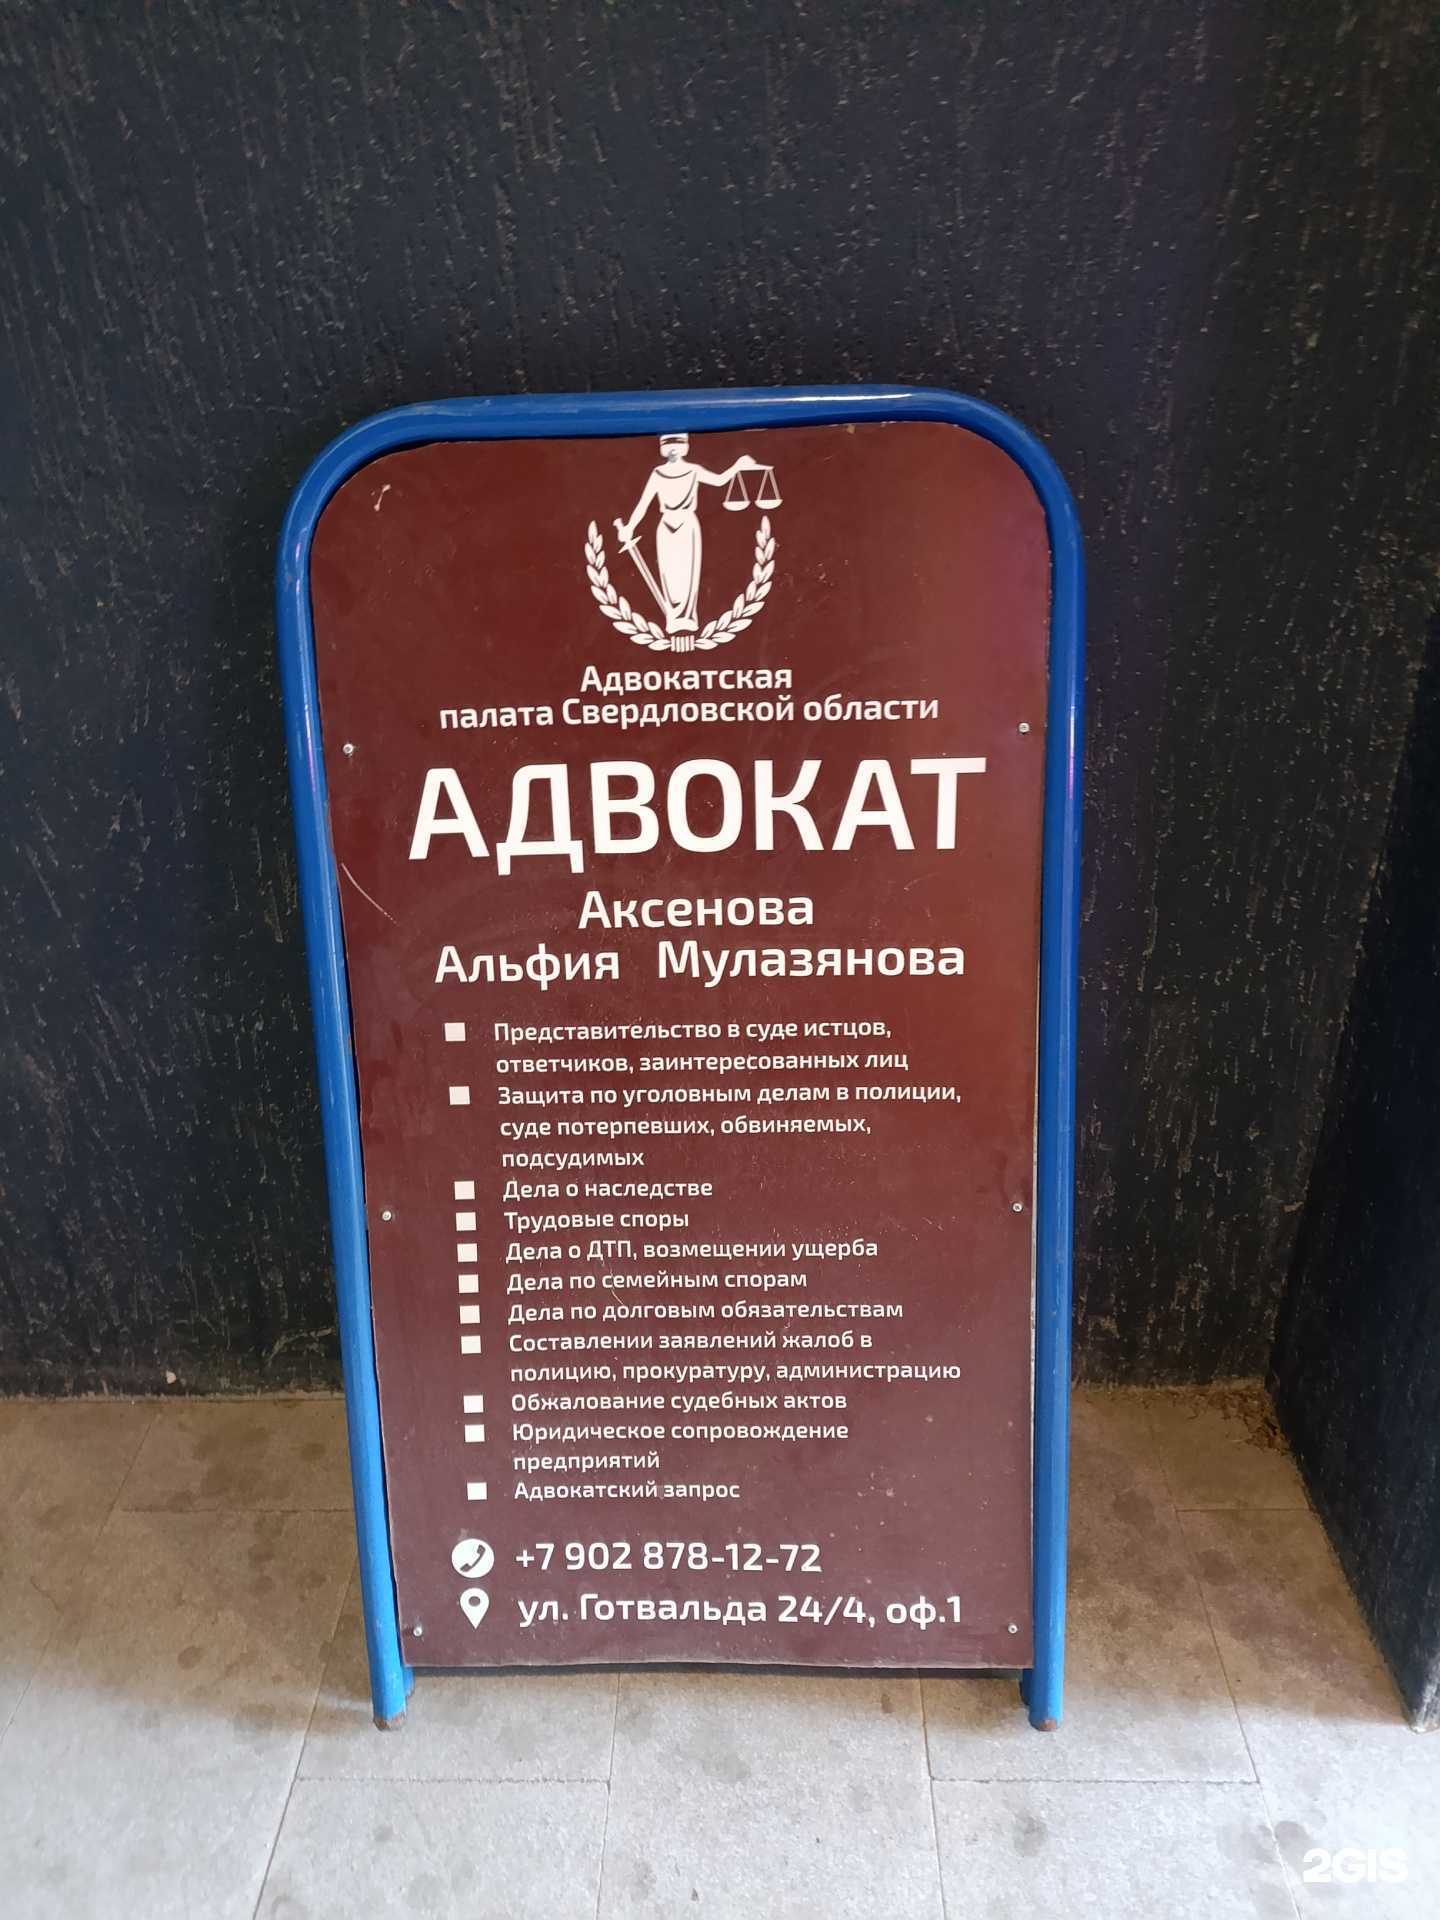 Адвокатская
палата Свердловской области
АДВОКАТ
Аксенова
Альфия Мулазянова
Представительство в суде истцов,
ответчиков, заинтересованных лиц
Защита по уголовным делам в полиции,
суде потерпевших, обвиняемых,
подсудимых
Дела о наследстве
Трудовые споры
Дела о ДТП, возмещении ущерба
Дела по семейным спорам
Дела по долговым обязательствам
Составлении заявлений жалоб в
полицию, прокуратуру, администрацию
Обжалование судебных актов
Юридическое сопровождение
предприятий
Адвокатский запрос
+7 902 878-12-72
ул. Готвальда 24/4, оф.1
2GIS